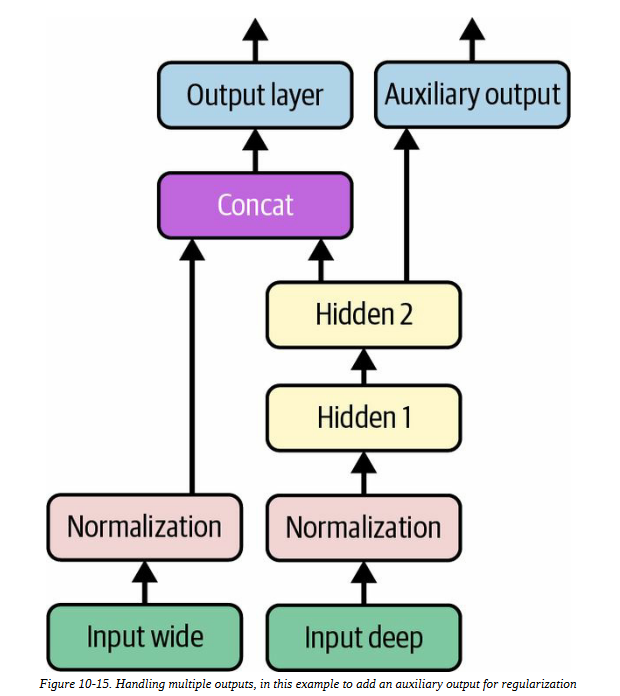 Output layer
Auxiliary output
Concat
Hidden 2
Hidden 1
Normalization
Normalization
Input wide
Input deep
Figure 10-15. Handling multiple outputs, in this example to add an auxiliary output for regularization